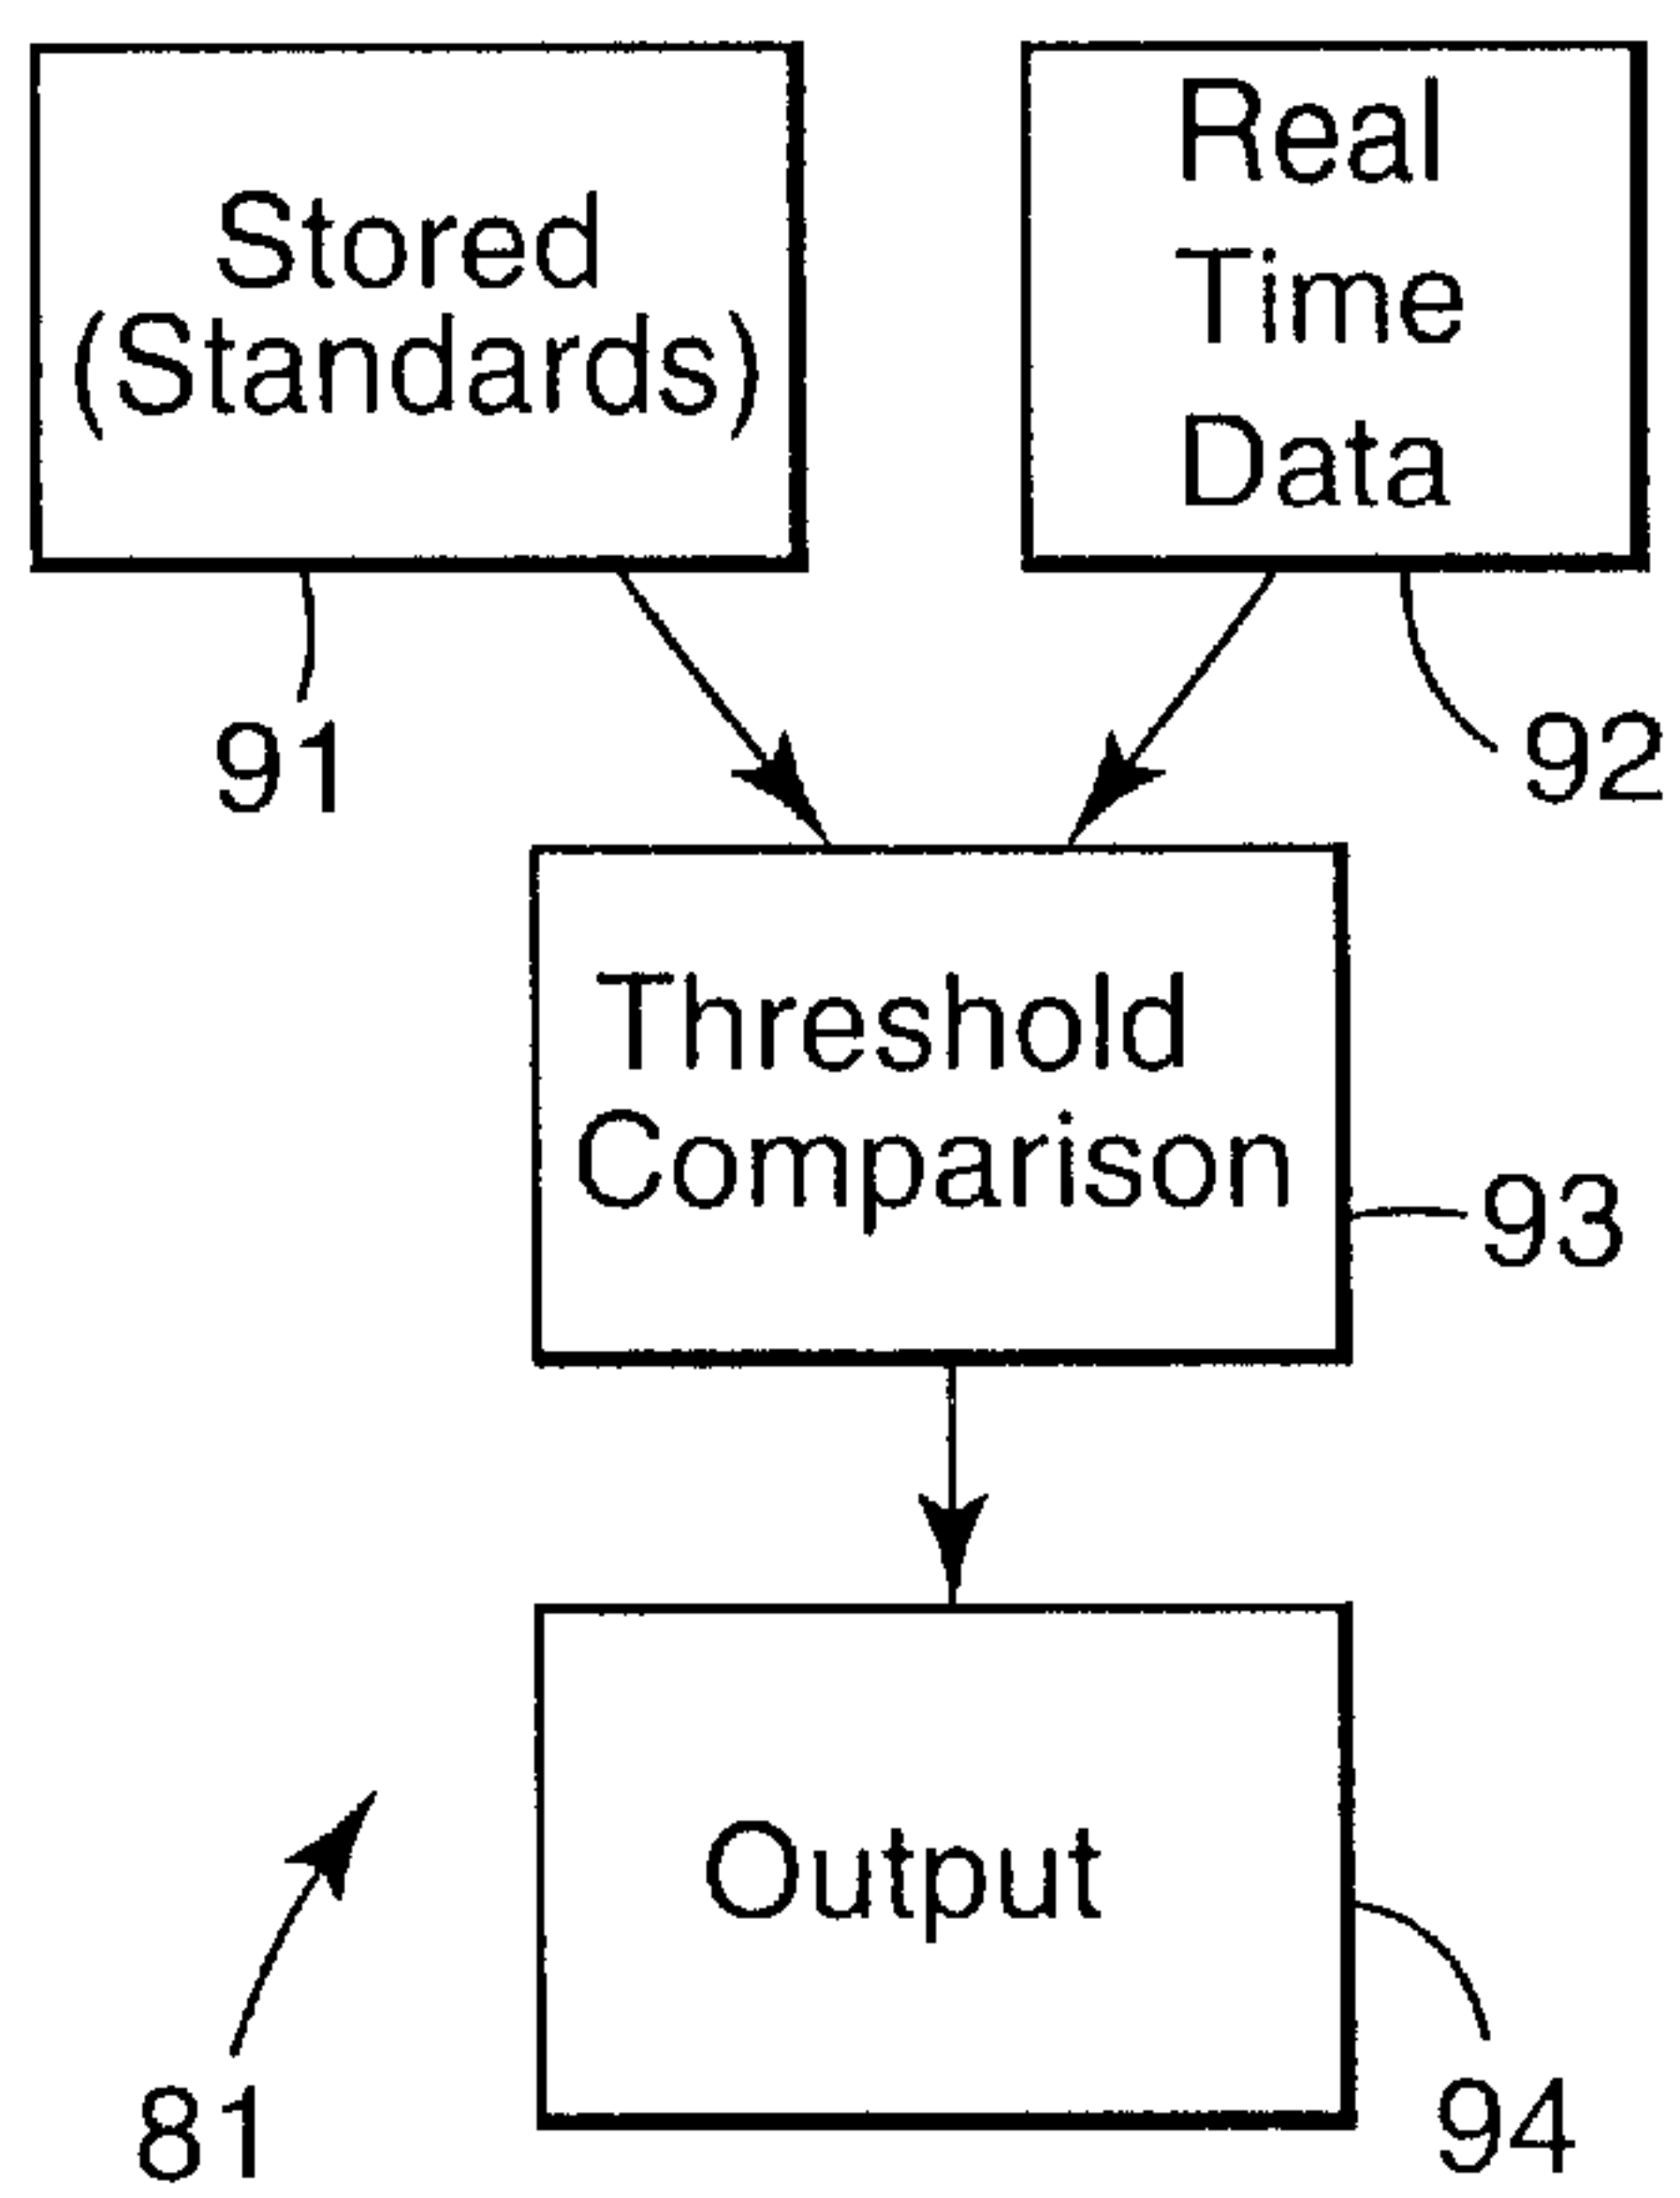 Stored
(Standards)
Real
Time
Data
91
92
Threshold
Comparison
93
Output
81
94